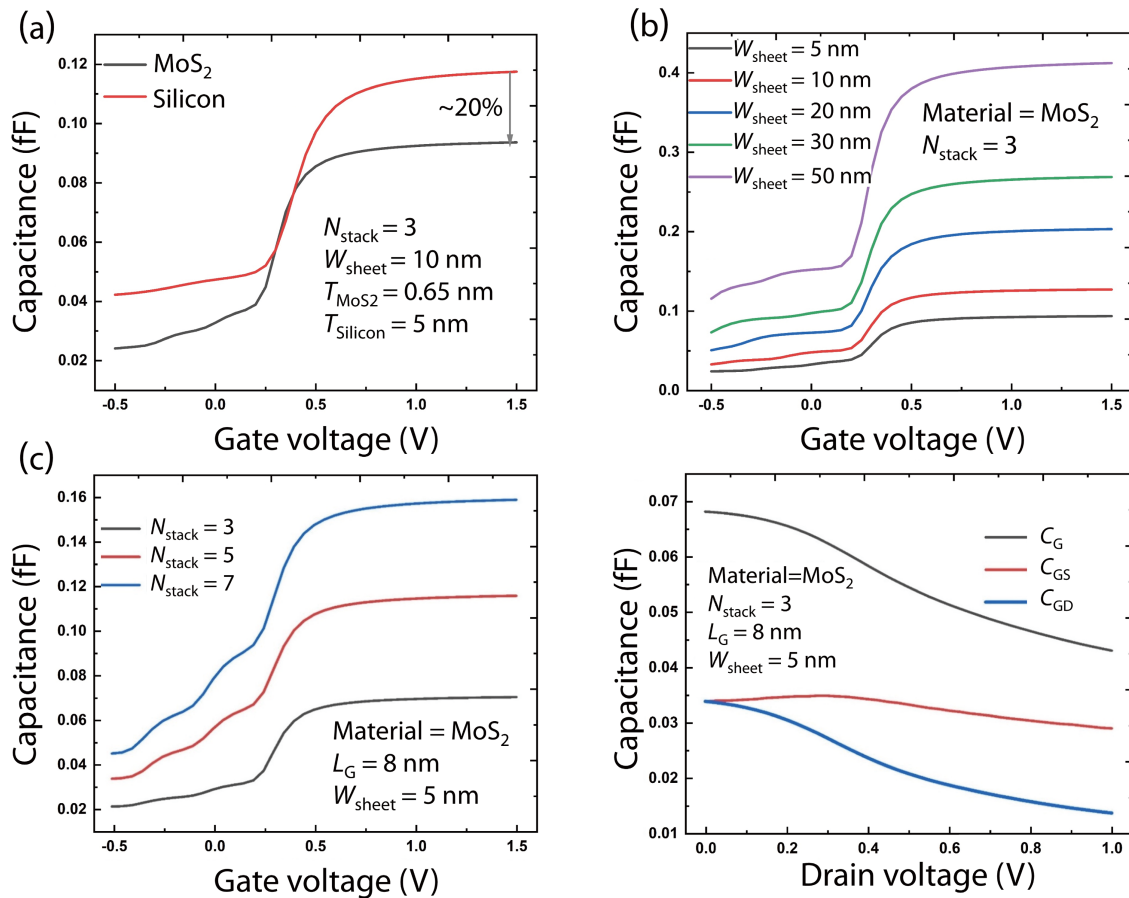 (a)
Capacitance (fF)
0.12
0.10
0.08
0.06
0.04
0.02
MoS2
Silicon
~20%
Nstack = 3
Wsheet = 10 nm
TMoS2 = 0.65 nm
TSilicon = 5 nm
-0.5 0.0 0.5 1.0 1.5
Gate voltage (V)
(b)
Capacitance (fF)
0.4
0.3
0.2
0.1
0.0
Wsheet = 5 nm
Wsheet = 10 nm
Wsheet = 20 nm
Wsheet = 30 nm
Wsheet = 50 nm
Material = MoS2
Nstack = 3
-0.5 0.0 0.5 1.0 1.5
Gate voltage (V)
(c)
Capacitance (fF)
0.16
0.14
0.12
0.10
0.08
0.06
0.04
0.02
Nstack = 3
Nstack = 5
Nstack = 7
Material = MoS2
LG = 8 nm
Wsheet = 5 nm
-0.5 0.0 0.5 1.0 1.5
Gate voltage (V)
Capacitance (fF)
0.07
0.06
0.05
0.04
0.03
0.02
0.01
Material=MoS2
Nstack = 3
LG = 8 nm
Wsheet = 5 nm
CG
CGS
CGD
0.0 0.2 0.4 0.6 0.8 1.0
Drain voltage (V)